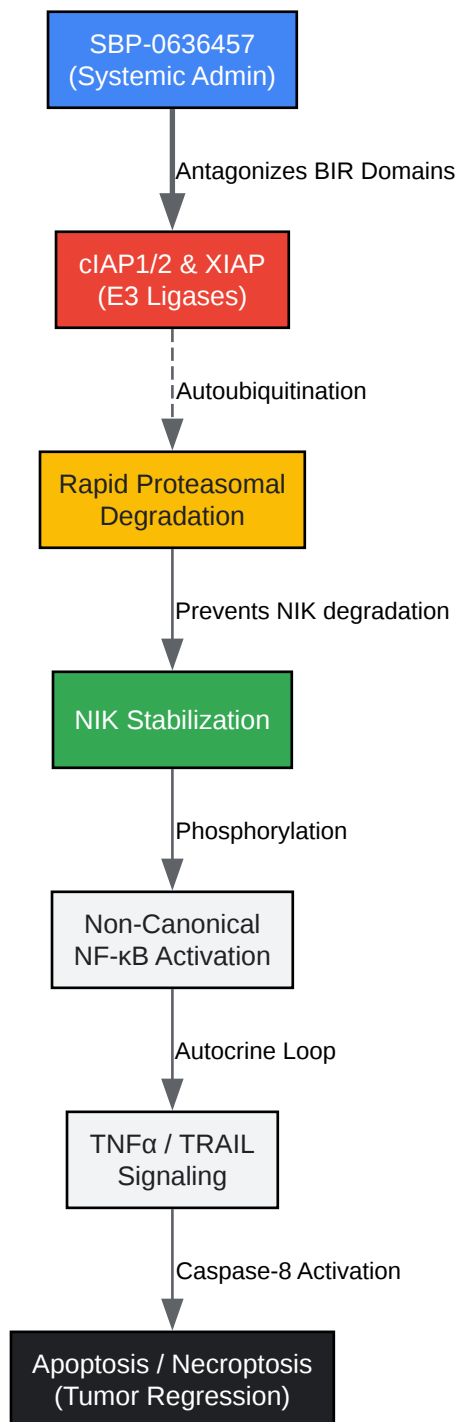 SBP-0636457
(Systemic Admin)
Antagonizes BIR Domains
cIAP1/2 & XIAP
(E3 Ligases)
Autoubiquitination
Rapid Proteasomal
Degradation
Prevents NIK degradation
NIK Stabilization
Phosphorylation
Non-Canonical
NF-κB Activation
Autocrine Loop
TNFα / TRAIL
Signaling
Caspase-8 Activation
Apoptosis / Necroptosis
(Tumor Regression)